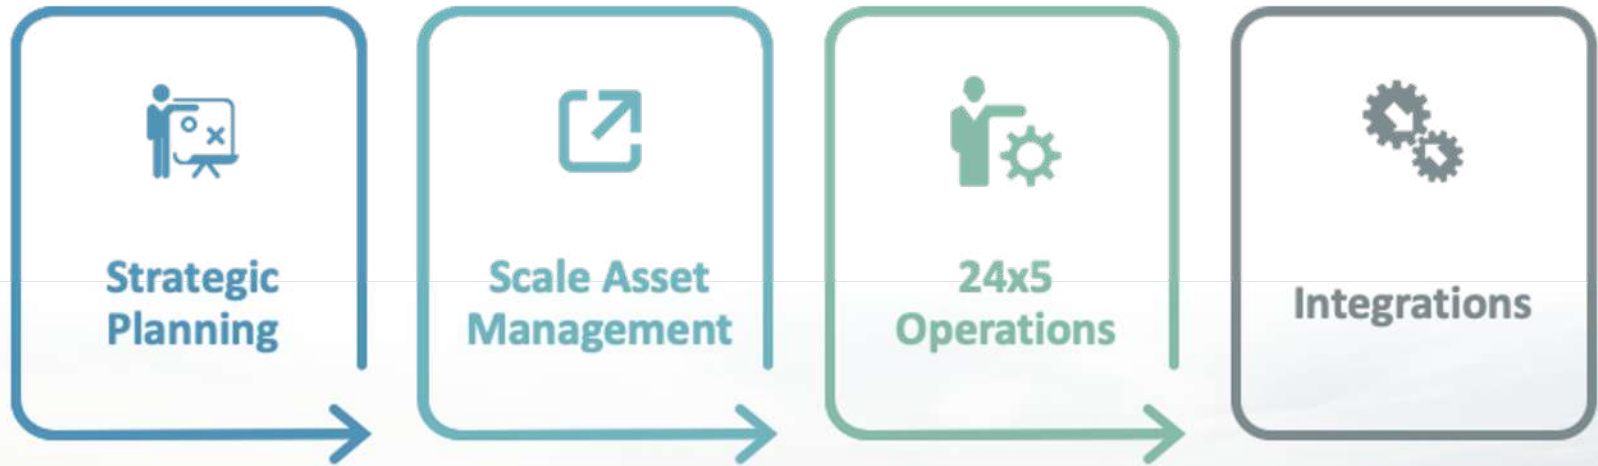 Strategic
Planning
Scale Asset
Management
24x5
Operations
Integrations